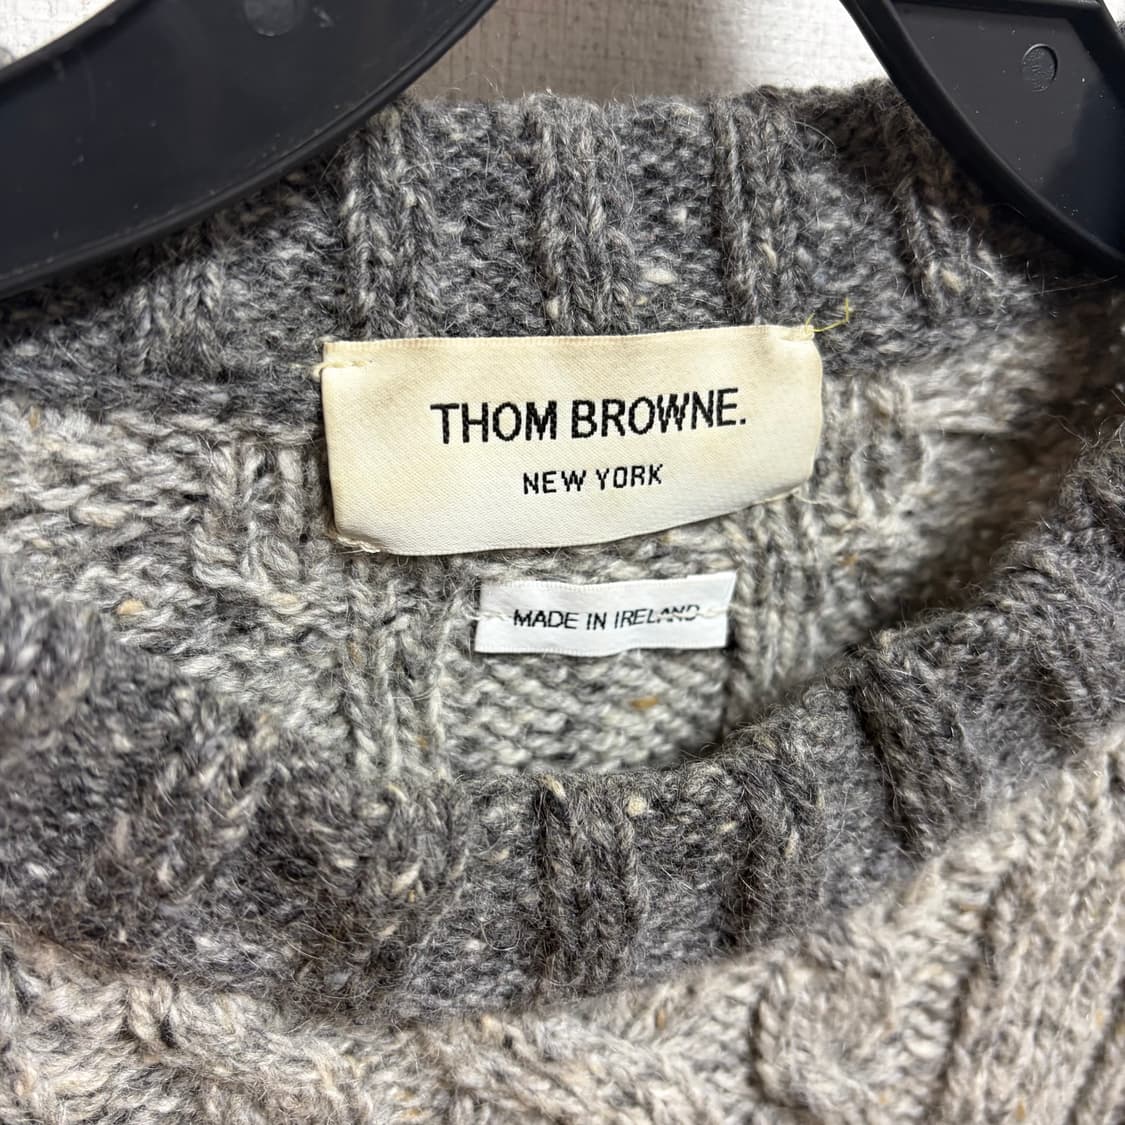 THOM BROWNE.
NEW YORK
MADE IN IRELAND